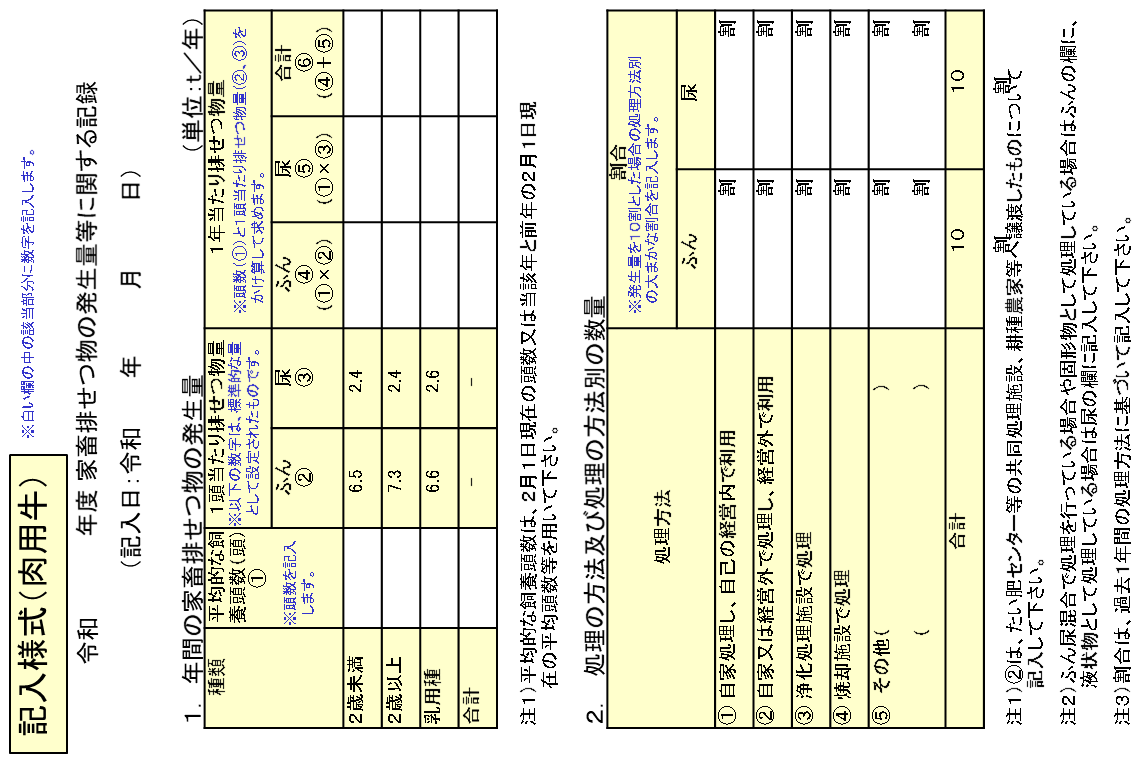 記入様式(肉用牛)
※白い欄の中の該当部分に数字を記入します。
令和　　年度 家畜排せつ物の発生量等に関する記録
(記入日:令和　　年　　月　　日)
1.　年間の家畜排せつ物の発生量　　(単位:t／年)
種類
平均的な飼
養頭数(頭)
①
※頭数を記入
します。
1頭当たり排せつ物量
※以下の数字は、標準的な量
として設定されたものです。
1年当たり排せつ物量
※頭数(①)と1頭当たり排せつ物量(②、③)を
かけ算して求めます。
ふん
②
尿
③
ふん
④
(①×②)
尿
⑤
(①×③)
合計
⑥
(④＋⑤)
2歳未満　6.5　2.4
2歳以上　7.3　2.4
乳用種　6.6　2.6
合計　－　－
注1)平均的な飼養頭数は、2月1日現在の頭数又は当該年と前年の2月1日現
在の平均頭数等を用いて下さい。
2.　処理の方法及び処理の方法別の数量
処理方法
割合
※発生量を10割とした場合の処理方法別
の大まかな割合を記入します。
ふん　尿
① 自家処理し、自己の経営内で利用　割　割
② 自家又は経営外で処理し、経営外で利用　割　割
③ 浄化処理施設で処理　割　割
④ 焼却施設で処理　割　割
⑤ その他(　　)　割　割
(　　)　割　割
合計　10　10
割　割
注1)②は、たい肥センター等の共同処理施設、耕種農家等へ譲渡したものについて
記入して下さい。
注2)ふん尿混合で処理を行っている場合や固形物として処理している場合はふんの欄に、
液状物として処理している場合は尿の欄に記入して下さい。
注3)割合は、過去1年間の処理方法に基づいて記入して下さい。